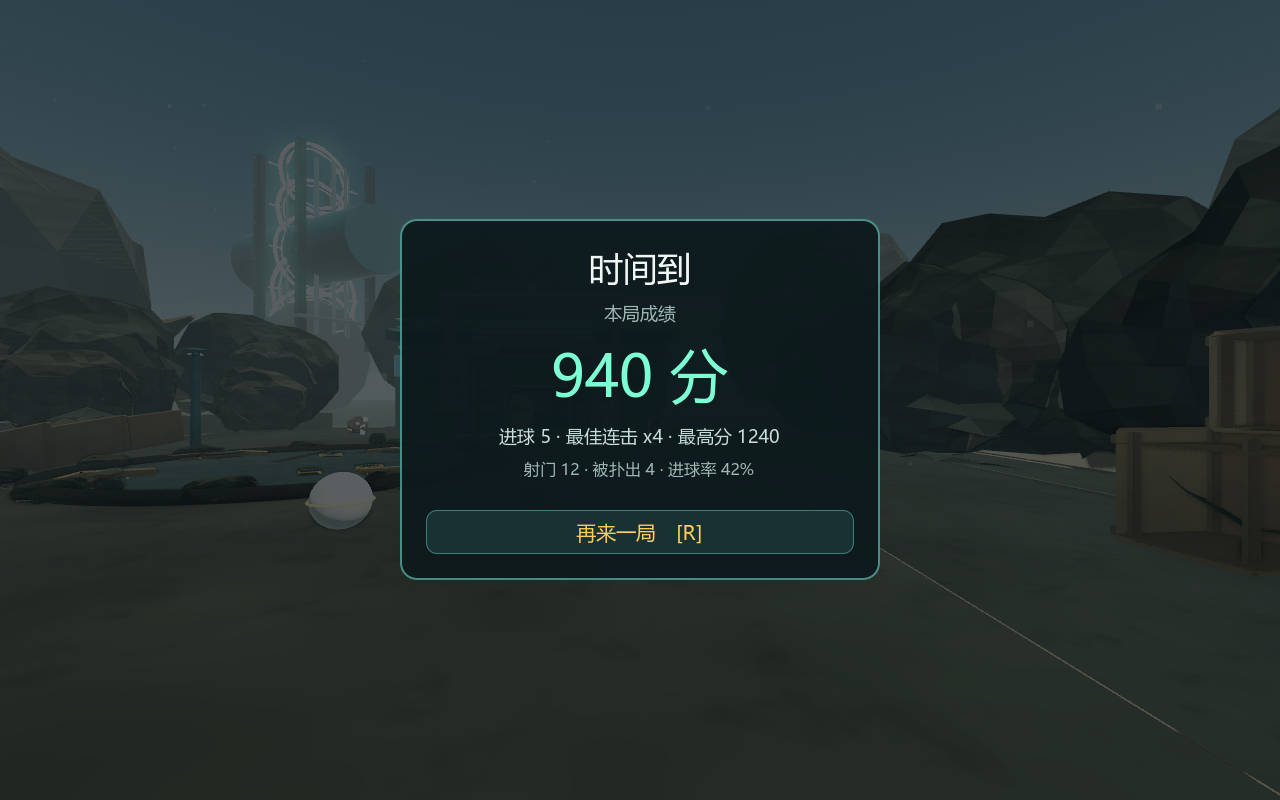 时间到
本局成绩
940 分
进球 5 · 最佳连击 x4 · 最高分 1240
射门 12 · 被扑出 4 · 进球率 42%
再来一局 [R]